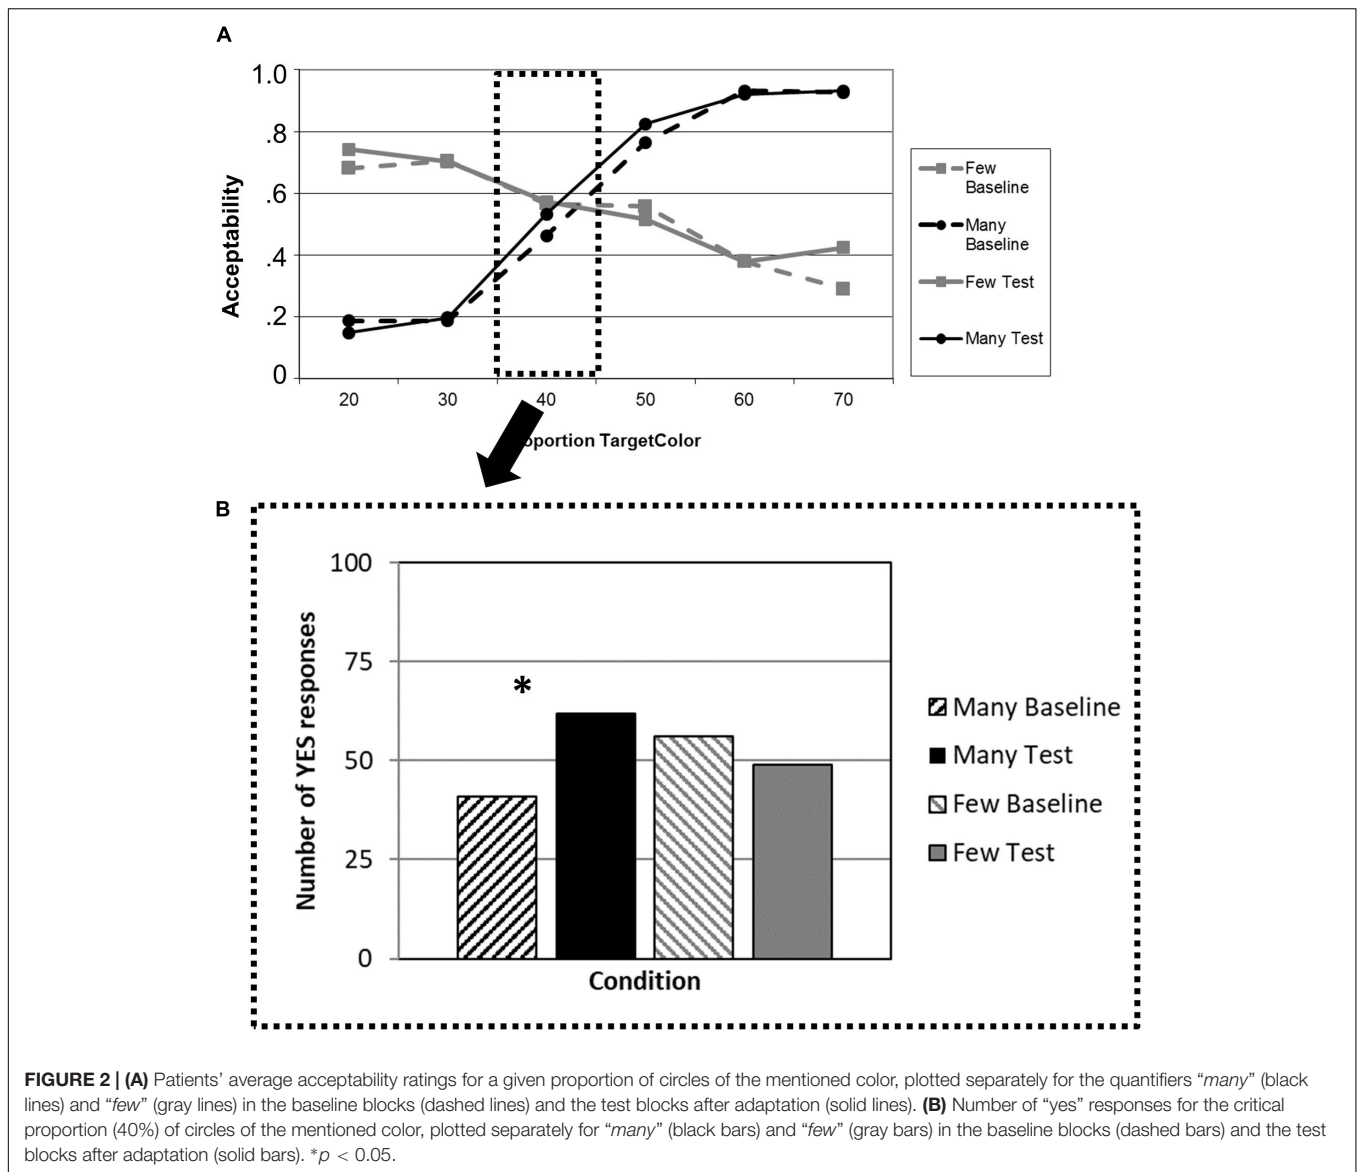 A
1.0
.8
.6
.4
.2
0
Acceptability
20 30 40 50 60 70
oportion TargetColor
Few
Baseline
Many
Baseline
Few Test
Many Test
B
100
75
50
25
0
Number of YES responses
*
Condition
Many Baseline
Many Test
Few Baseline
Few Test
FIGURE 2 | (A) Patients’ average acceptability ratings for a given proportion of circles of the mentioned color, plotted separately for the quantifiers “many” (black
lines) and “few” (gray lines) in the baseline blocks (dashed lines) and the test blocks after adaptation (solid lines). (B) Number of “yes” responses for the critical
proportion (40%) of circles of the mentioned color, plotted separately for “many” (black bars) and “few” (gray bars) in the baseline blocks (dashed bars) and the test
blocks after adaptation (solid bars). *p < 0.05.